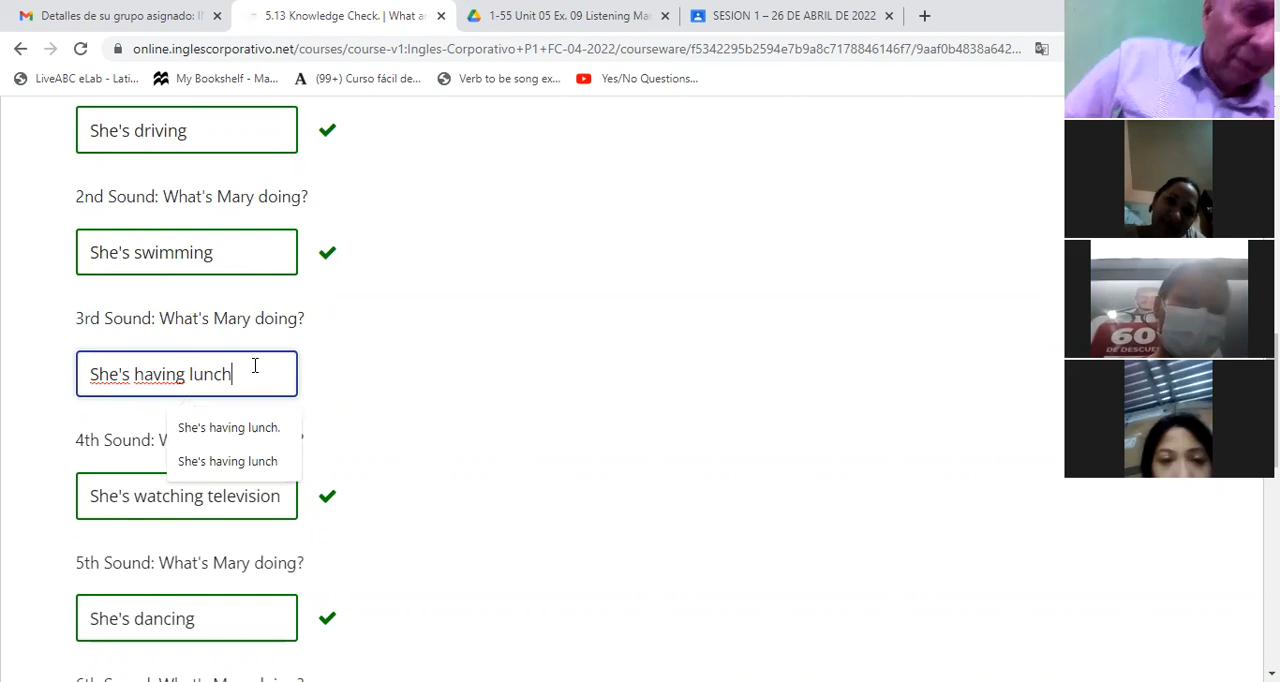 Detalles de su grupo asignado: I
5.13 Knowledge Check. | What ar
1-55 Unit 05 Ex. 09 Listening Mar
SESION 1 – 26 DE ABRIL DE 2022
online.inglescorporativo.net/courses/course-v1:Ingles-Corporativo+P1+FC-04-2022/courseware/f5342295b2594e7b9a8c7178846146f7/9aaf0b4838a642...
LiveABC eLab - Lati...
My Bookshelf - Ma...
(99+) Curso fácil de...
Verb to be song ex...
Yes/No Questions...
She's driving
2nd Sound: What's Mary doing?
She's swimming
3rd Sound: What's Mary doing?
She's having lunch
She's having lunch.
4th Sound: W ?
She's having lunch
She's watching television
5th Sound: What's Mary doing?
She's dancing
60
DE DESCUE